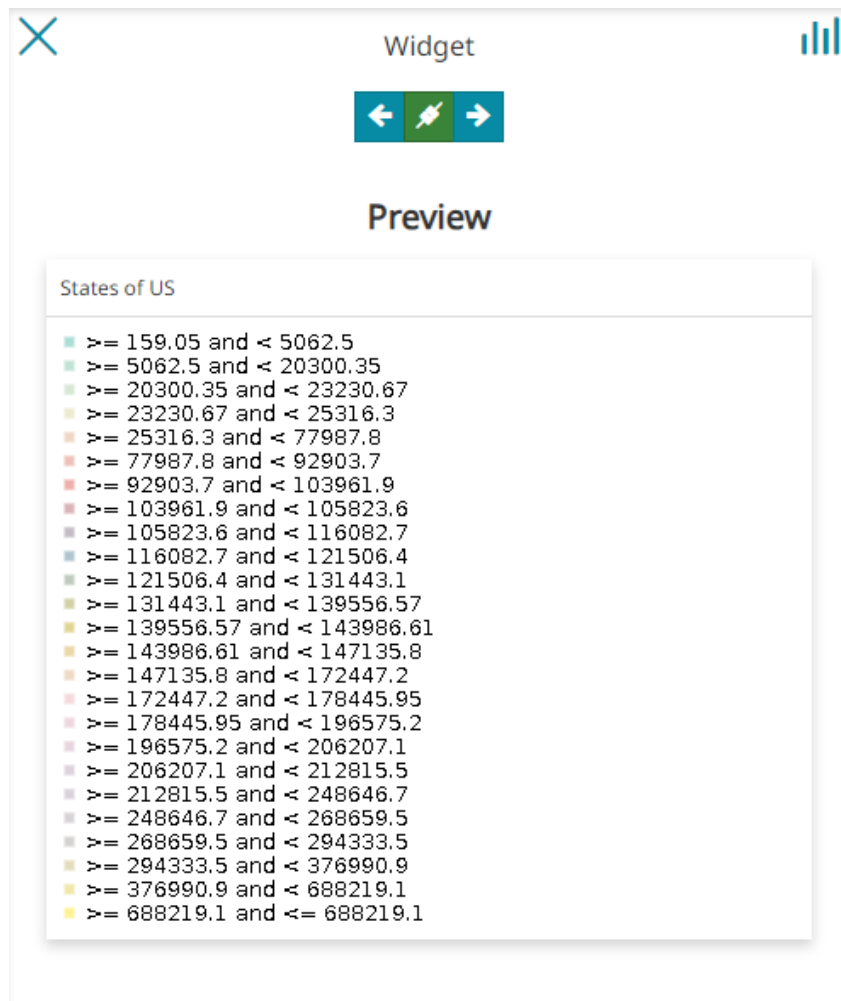 Widget
Preview
States of US
>= 159.05 and < 5062.5
>= 5062.5 and < 20300.35
>= 20300.35 and < 23230.67
>= 23230.67 and < 25316.3
>= 25316.3 and < 77987.8
>= 77987.8 and < 92903.7
>= 92903.7 and < 103961.9
>= 103961.9 and < 105823.6
>= 105823.6 and < 116082.7
>= 116082.7 and < 121506.4
>= 121506.4 and < 131443.1
>= 131443.1 and < 139556.57
>= 139556.57 and < 143986.61
>= 143986.61 and < 147135.8
>= 147135.8 and < 172447.2
>= 172447.2 and < 178445.95
>= 178445.95 and < 196575.2
>= 196575.2 and < 206207.1
>= 206207.1 and < 212815.5
>= 212815.5 and < 248646.7
>= 248646.7 and < 268659.5
>= 268659.5 and < 294333.5
>= 294333.5 and < 376990.9
>= 376990.9 and < 688219.1
>= 688219.1 and <= 688219.1